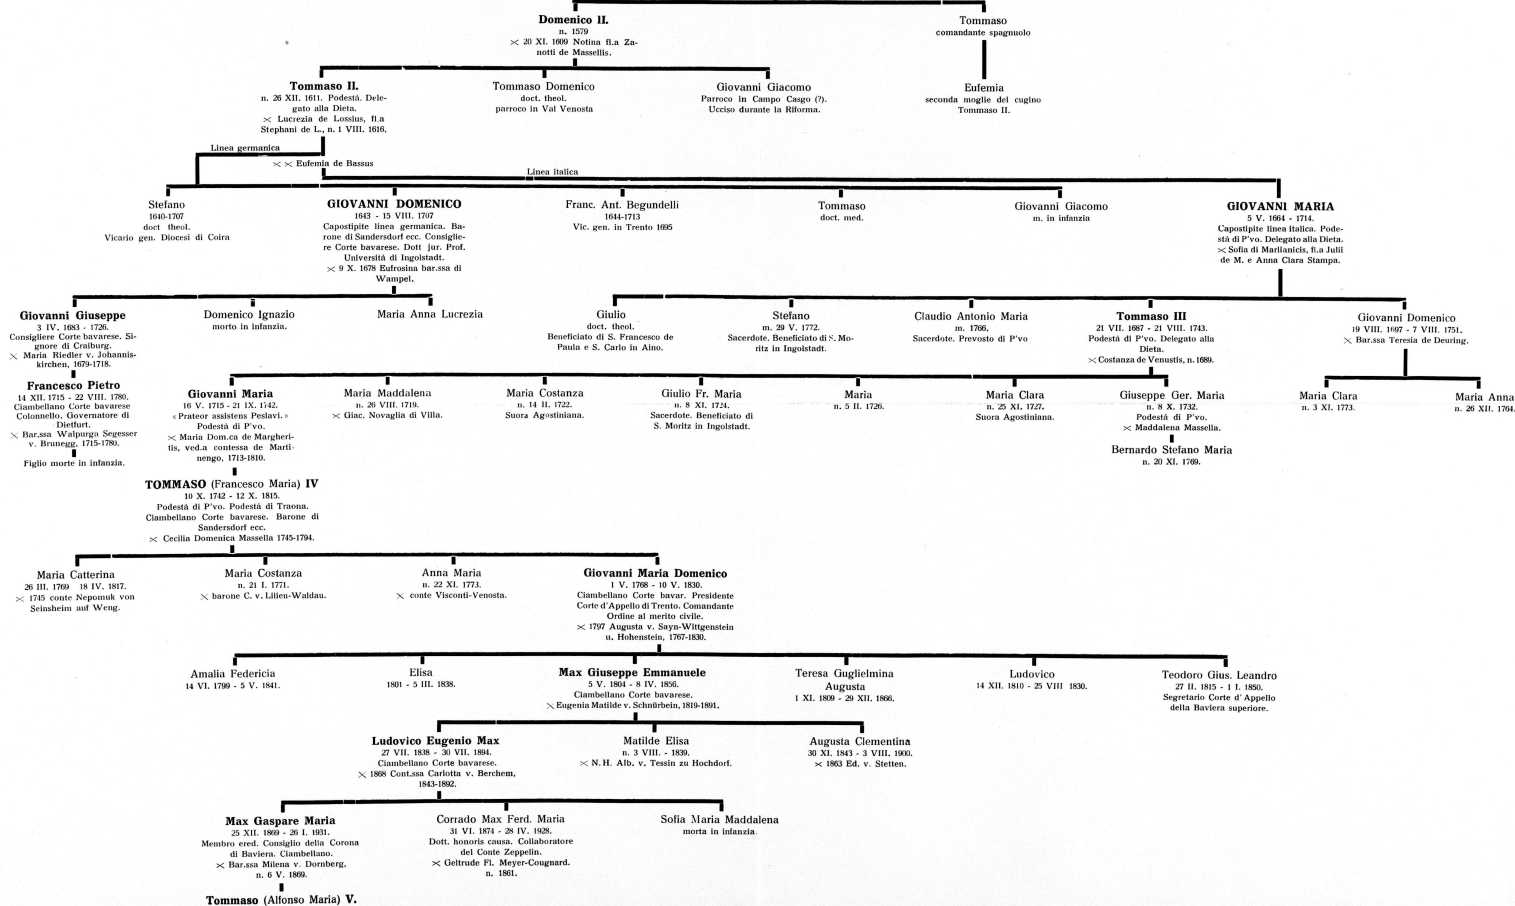 Domenico II.
n. 1579
⚔ 20 XI. 1609 Notina fl.a Za-
notti de Massellis.
Tommaso
comandante spagnuolo
Tommaso II.
n. 26 XII. 1611. Podestà. Dele-
gato alla Dieta.
⚔ Lucrezia de Lossius, fl.a
Stephani de L., n. 1 VIII. 1616.
Tommaso Domenico
doct. theol.
parroco in Val Venosta
Giovanni Giacomo
Parroco in Campo Casgo (?).
Ucciso durante la Riforma.
Eufemia
seconda moglie del cugino
Tommaso II.
Linea germanica
⚔ ⚔ Eufemia de Bassus
Linea italica
Stefano
1640-1707
doct theol.
Vicario gen. Diocesi di Coira
GIOVANNI DOMENICO
1643 - 15 VIII. 1707
Capostipite linea germanica. Ba-
rone di Sandersdorf ecc. Consiglie-
re Corte bavarese. Dott jur. Prof.
Università di Ingolstadt.
⚔ 9 X. 1678 Eufrosina bar.ssa di
Wampel.
Franc. Ant. Begundelli
1644-1713
Vic. gen. in Trento 1695
Tommaso
doct. med.
Giovanni Giacomo
m. in infanzia
GIOVANNI MARIA
5 V. 1664 - 1714.
Capostipite linea italica. Pode-
stà di P'vo. Delegato alla Dieta.
⚔ Sofia di Marlianicis, fl.a Julii
de M. e Anna Clara Stampa.
Giovanni Giuseppe
3 IV. 1683 - 1726.
Consigliere Corte bavarese. Si-
gnore di Craiburg.
⚔ Maria Riedler v. Johannis-
kirchen, 1679-1718.
Domenico Ignazio
morto in infanzia.
Maria Anna Lucrezia
Giulio
doct. theol.
Beneficiato di S. Francesco de
Paula e S. Carlo in Aino.
Stefano
m. 29 V. 1772.
Sacerdote. Beneficiato di S. Mo-
ritz in Ingolstadt.
Claudio Antonio Maria
m. 1766.
Sacerdote. Prevosto di P'vo
Tommaso III
21 VII. 1687 - 21 VIII. 1743.
Podestà di P'vo. Delegato alla
Dieta.
⚔ Costanza de Venustis, n. 1689.
Giovanni Domenico
19 VIII. 1697 - 7 VIII. 1751.
⚔ Bar.ssa Teresia de Deuring.
Francesco Pietro
14 XII. 1715 - 22 VIII. 1780.
Ciambellano Corte bavarese
Colonnello. Governatore di
Dietfurt.
⚔ Bar.ssa Walpurga Segesser
v. Brunegg, 1715-1780.
Figlio morte in infanzia.
Giovanni Maria
16 V. 1715 - 21 IX. 1742.
« Prateor assistens Peslavi. »
Podestà di P'vo.
⚔ Maria Dom.ca de Margheri-
tis, ved.a contessa de Marti-
nengo, 1713-1810.
Maria Maddalena
n. 26 VIII. 1719.
⚔ Giac. Novaglia di Villa.
Maria Costanza
n. 14 II. 1722.
Suora Agostiniana.
Giulio Fr. Maria
n. 8 XI. 1724.
Sacerdote. Beneficiato di
S. Moritz in Ingolstadt.
Maria
n. 5 II. 1726.
Maria Clara
n. 25 XI. 1727.
Suora Agostiniana.
Giuseppe Ger. Maria
n. 8 X. 1732.
Podestà di P'vo.
⚔ Maddalena Massella.
Bernardo Stefano Maria
n. 20 XI. 1769.
Maria Clara
n. 3 XI. 1773.
Maria Anna
n. 26 XII. 1764.
TOMMASO (Francesco Maria) IV
10 X. 1742 - 12 X. 1815.
Podestà di P'vo. Podestà di Traona.
Ciambellano Corte bavarese. Barone di
Sandersdorf ecc.
⚔ Cecilia Domenica Massella 1745-1794.
Maria Catterina
26 III. 1769 18 IV. 1817.
⚔ 1745 conte Nepomuk von
Seinsheim auf Weng.
Maria Costanza
n. 21 I. 1771.
⚔ barone C. v. Lilien-Waldau.
Anna Maria
n. 22 XI. 1773.
⚔ conte Visconti-Venosta.
Giovanni Maria Domenico
1 V. 1768 - 10 V. 1830.
Ciambellano Corte bavar. Presidente
Corte d'Appello di Trento. Comandante
Ordine al merito civile.
⚔ 1797 Augusta v. Sayn-Wittgenstein
u. Hohenstein, 1767-1830.
Amalia Federicia
14 VI. 1799 - 5 V. 1841.
Elisa
1801 - 5 III. 1838.
Max Giuseppe Emmanuele
5 V. 1804 - 8 IV. 1856.
Ciambellano Corte bavarese.
⚔ Eugenia Matilde v. Schnürbein, 1819-1891.
Teresa Guglielmina
Augusta
1 XI. 1809 - 29 XII. 1866.
Ludovico
14 XII. 1810 - 25 VIII 1830.
Teodoro Gius. Leandro
27 II. 1815 - 1 I. 1850.
Segretario Corte d' Appello
della Baviera superiore.
Ludovico Eugenio Max
27 VII. 1838 - 30 VII. 1894.
Ciambellano Corte bavarese.
⚔ 1868 Cont.ssa Carlotta v. Berchem,
1843-1892.
Matilde Elisa
n. 3 VIII. - 1839.
⚔ N. H. Alb. v. Tessin zu Hochdorf.
Augusta Clementina
30 XI. 1843 - 3 VIII. 1900.
⚔ 1863 Ed. v. Stetten.
Max Gaspare Maria
25 XII. 1869 - 26 I. 1931.
Membro ered. Consiglio della Corona
di Baviera. Ciambellano.
⚔ Bar.ssa Milena v. Dornberg,
n. 6 V. 1869.
Corrado Max Ferd. Maria
31 VI. 1874 - 28 IV. 1928.
Dott. honoris causa. Collaboratore
del Conte Zeppelin.
⚔ Geltrude Fl. Meyer-Cougnard.
n. 1861.
Sofia Maria Maddalena
morta in infanzia
Tommaso (Alfonso Maria) V.